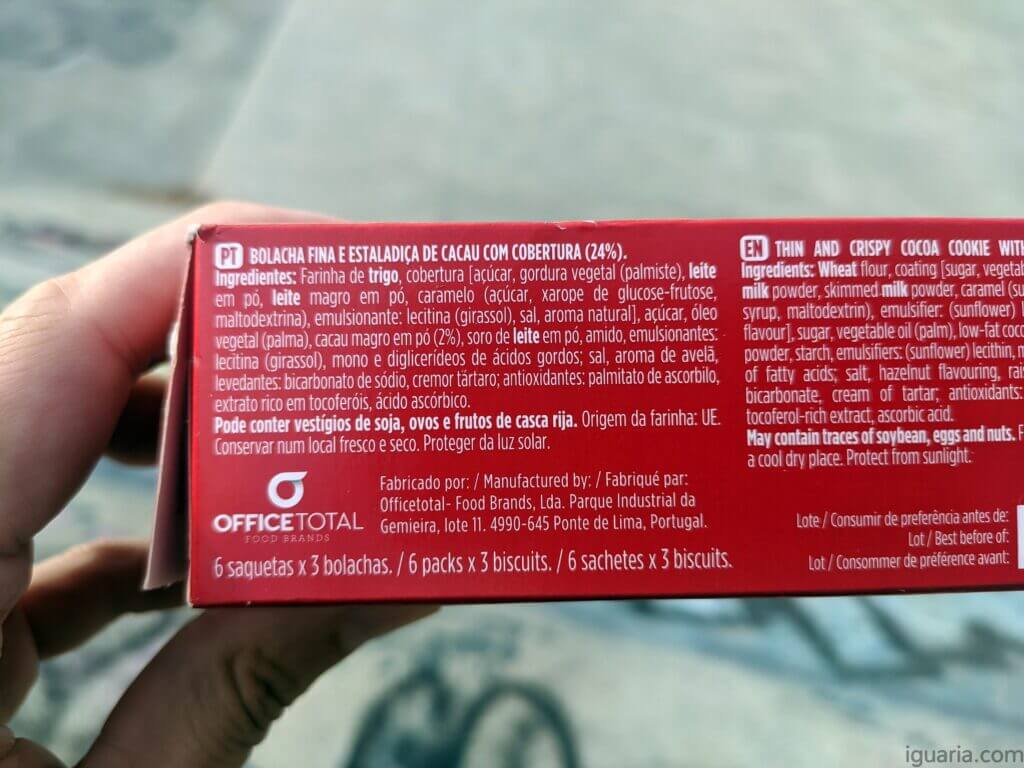 PT BOLACHA FINA E ESTALADIÇA DE CACAU COM COBERTURA (24%).
Ingredientes: Farinha de trigo, cobertura [açúcar, gordura vegetal (palmiste), leite
em pó, leite magro em pó, caramelo (açúcar, xarope de glucose-frutose,
maltodextrina), emulsionante: lecitina (girassol), sal, aroma natural], açúcar, óleo
vegetal (palma), cacau magro em pó (2%), soro de leite em pó, amido, emulsionantes:
lecitina (girassol), mono e diglicerídeos de ácidos gordos; sal, aroma de avelã,
levedantes: bicarbonato de sódio, cremor tártaro; antioxidantes: palmitato de ascorbilo,
extrato rico em tocoferóis, ácido ascórbico.
Pode conter vestígios de soja, ovos e frutos de casca rija. Origem da farinha: UE.
Conservar num local fresco e seco. Proteger da luz solar.
OFFICETOTAL
FOOD BRANDS
Fabricado por: / Manufactured by: / Fabriqué par:
Officetotal- Food Brands, Lda. Parque Industrial da
Gemieira, lote 11. 4990-645 Ponte de Lima, Portugal.
6 saquetas x 3 bolachas. / 6 packs x 3 biscuits. / 6 sachets x 3 biscuits.
EN THIN AND CRISPY COCOA COOKIE
Ingredients: Wheat flour, coating [sugar,
milk powder, skimmed milk powder, caramel
syrup, maltodextrin), emulsifier: (sunflower)
flavour], sugar, vegetable oil (palm), low-fat
powder, starch, emulsifiers: (sunflower) lecithin,
of fatty acids; salt, hazelnut flavouring,
bicarbonate, cream of tartar; antioxidants:
tocoferol-rich extract, ascorbic acid.
May contain traces of soybean, eggs and nuts.
a cool dry place. Protect from sunlight.
Lote / Consumir de preferência antes de:
Lot / Best before of:
Lot / Consommer de préférence avant:
iguaria.com